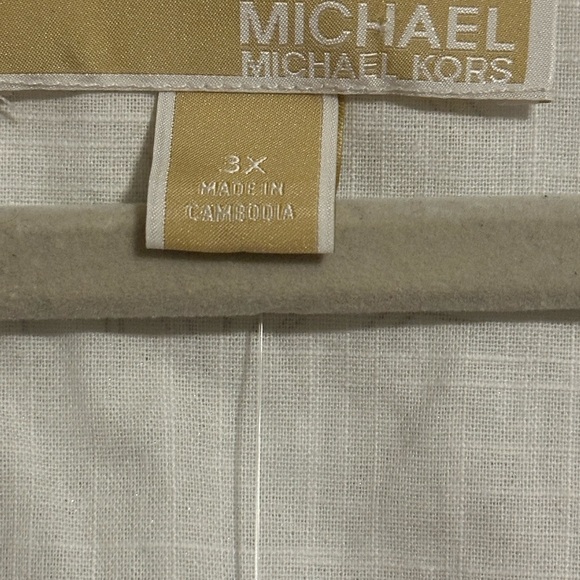 MICHAEL
MICHAEL KORS
3X
MADE IN
CAMBODIA